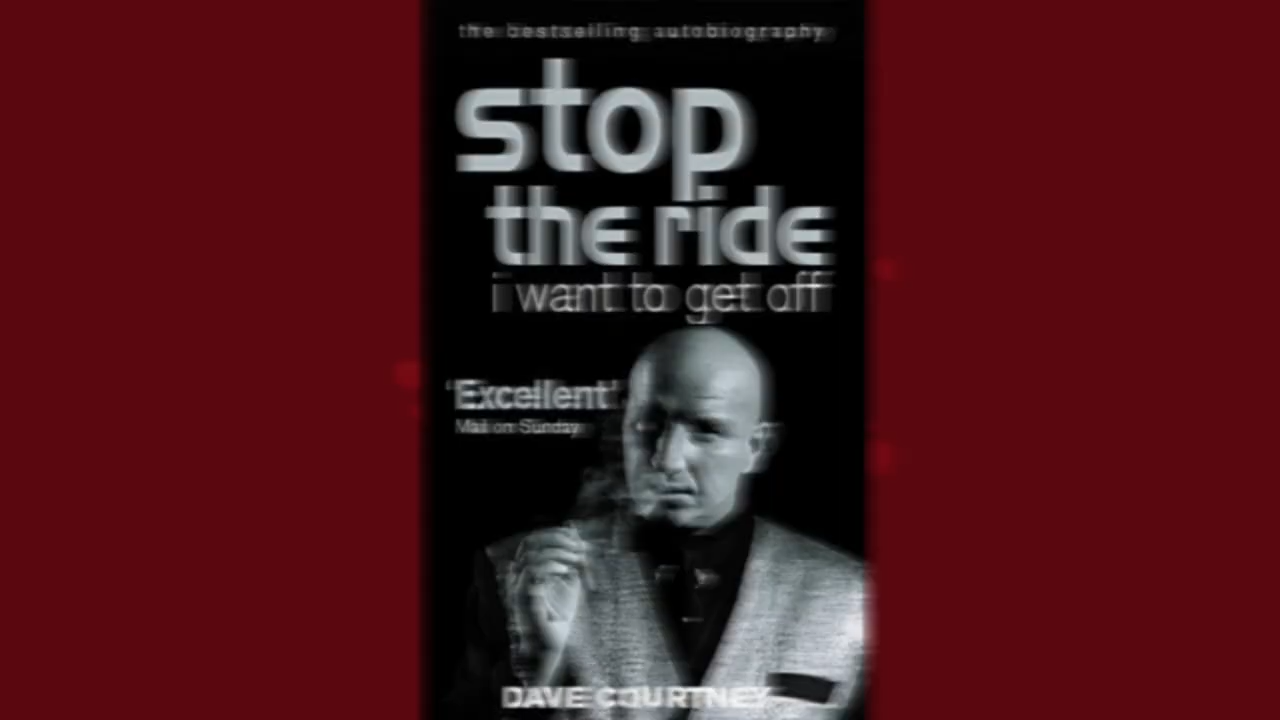 the bestselling autobiography
stop
the ride
i want to get off
'Excellent'
Mail on Sunday
DAVE COURTNEY